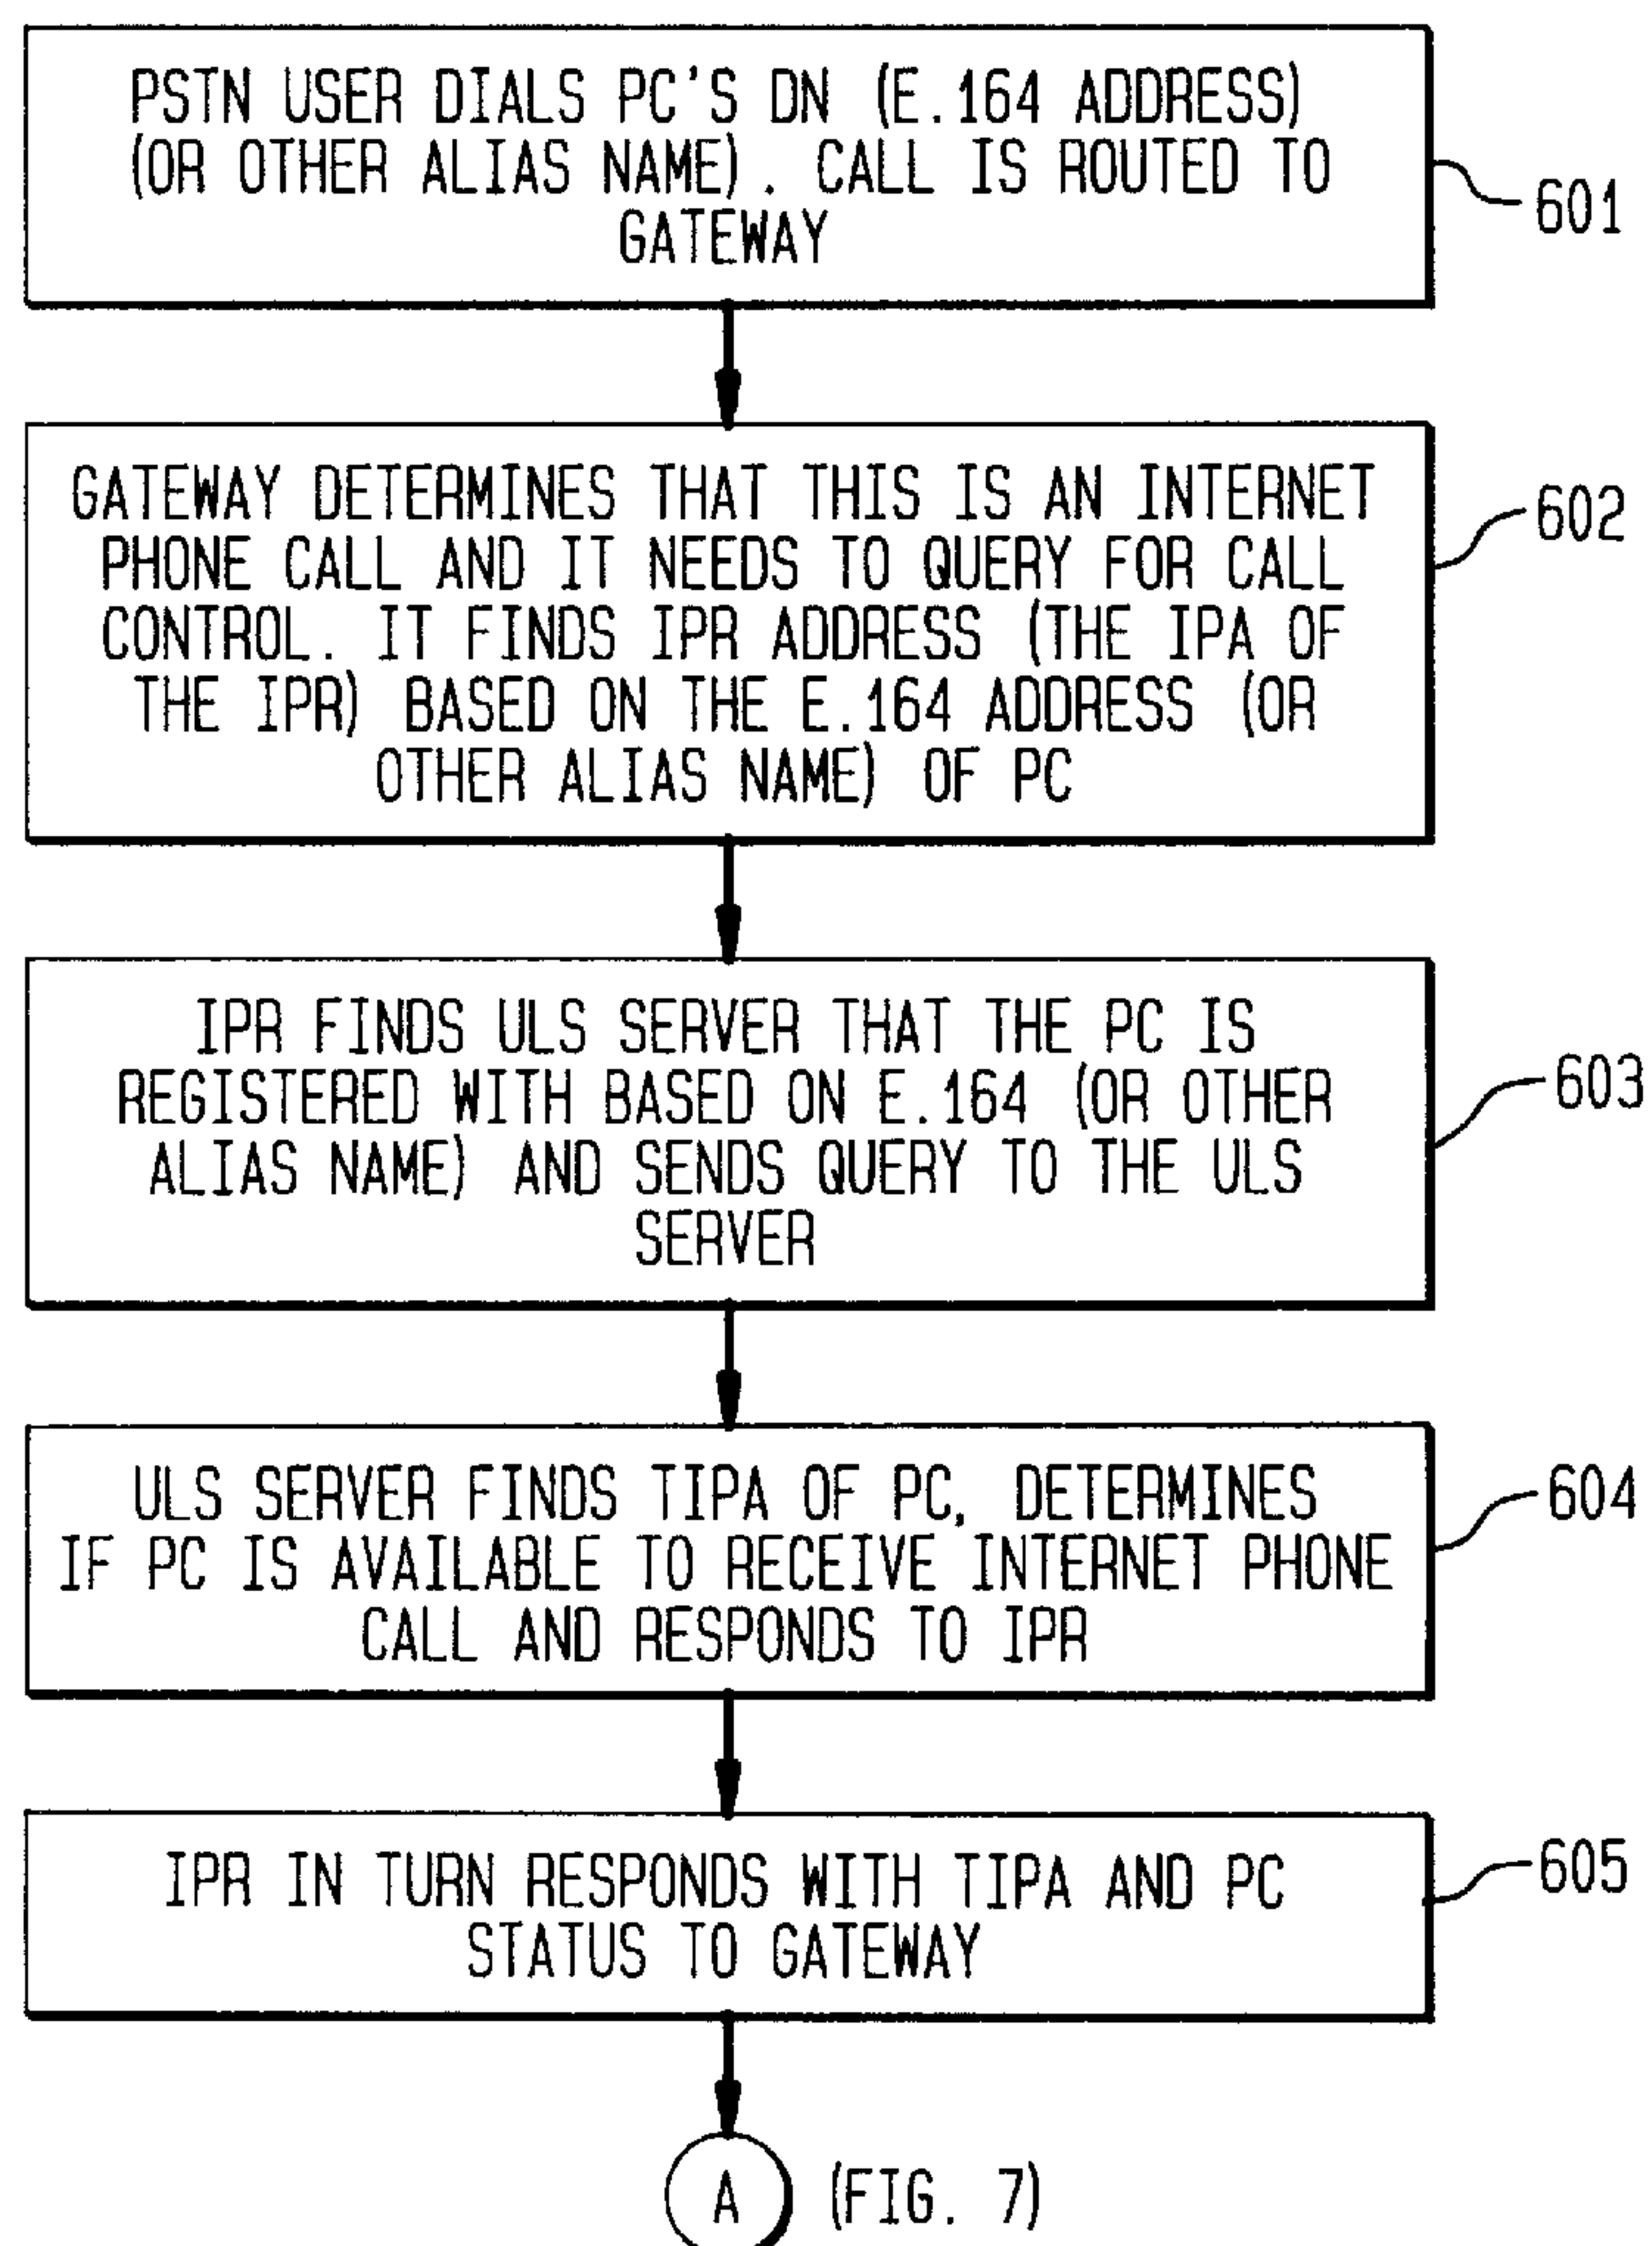 PSTN USER DIALS PC'S DN (E.164 ADDRESS)
(OR OTHER ALIAS NAME). CALL IS ROUTED TO
GATEWAY
601
GATEWAY DETERMINES THAT THIS IS AN INTERNET
PHONE CALL AND IT NEEDS TO QUERY FOR CALL
CONTROL. IT FINDS IPR ADDRESS (THE IPA OF
THE IPR) BASED ON THE E.164 ADDRESS (OR
OTHER ALIAS NAME) OF PC
602
IPR FINDS ULS SERVER THAT THE PC IS
REGISTERED WITH BASED ON E.164 (OR OTHER
ALIAS NAME) AND SENDS QUERY TO THE ULS
SERVER
603
ULS SERVER FINDS TIPA OF PC, DETERMINES
IF PC IS AVAILABLE TO RECEIVE INTERNET PHONE
CALL AND RESPONDS TO IPR
604
IPR IN TURN RESPONDS WITH TIPA AND PC
STATUS TO GATEWAY
605
A (FIG. 7)